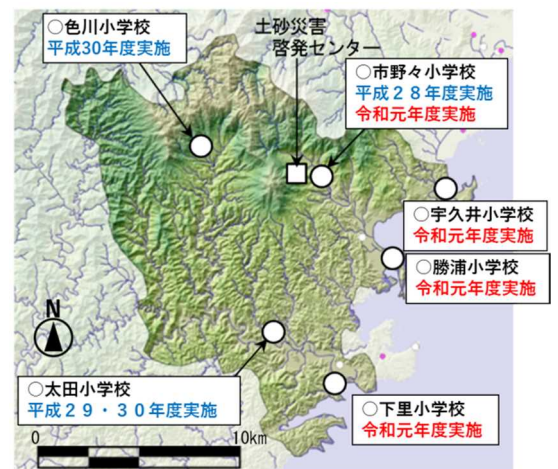 ○色川小学校
平成30年度実施
土砂災害
啓発センター
○市野々小学校
平成２８年度実施
令和元年度実施
○宇久井小学校
令和元年度実施
○勝浦小学校
令和元年度実施
N
○太田小学校
平成２９・３０年度実施
○下里小学校
令和元年度実施
0 10km